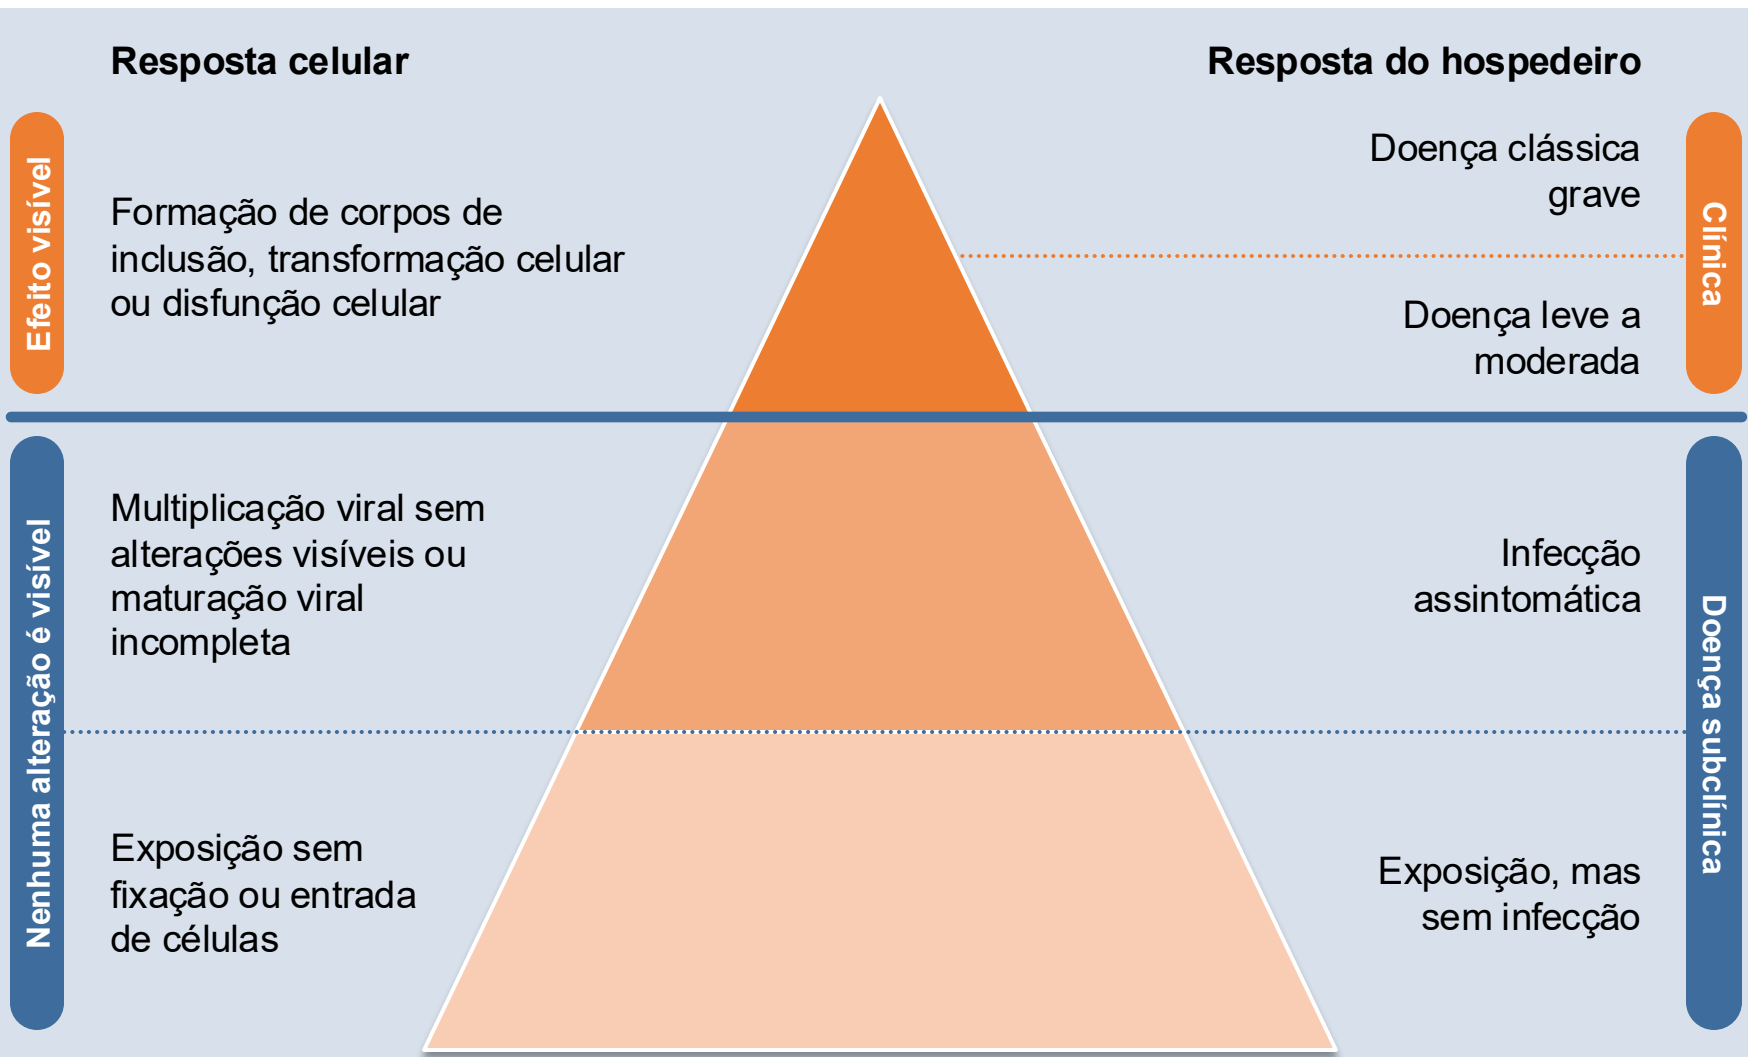 Resposta celular
Resposta do hospedeiro
Efeito visível
Formação de corpos de
inclusão, transformação celular
ou disfunção celular
Doença clássica
grave
Doença leve a
moderada
Clínica
Nenhuma alteração é visível
Multiplicação viral sem
alterações visíveis ou
maturação viral
incompleta
Infecção
assintomática
Doença subclínica
Exposição sem
fixação ou entrada
de células
Exposição, mas
sem infecção